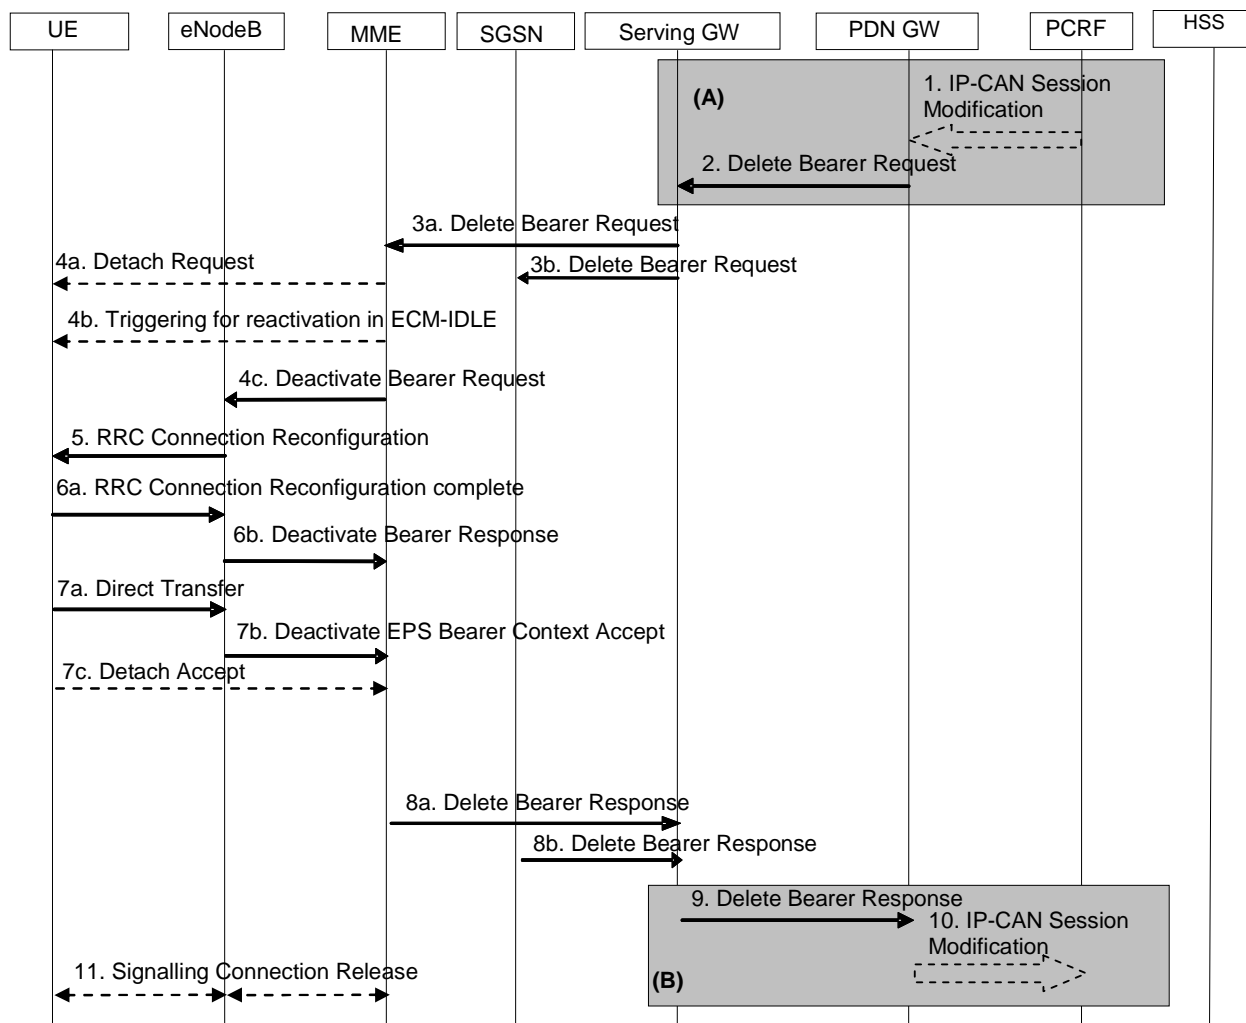 UE
eNodeB
MME
SGSN
Serving GW
PDN GW
PCRF
HSS
(A)
1. IP-CAN Session
Modification
2. Delete Bearer Request
3a. Delete Bearer Request
4a. Detach Request
3b. Delete Bearer Request
4b. Triggering for reactivation in ECM-IDLE
4c. Deactivate Bearer Request
5. RRC Connection Reconfiguration
6a. RRC Connection Reconfiguration complete
6b. Deactivate Bearer Response
7a. Direct Transfer
7b. Deactivate EPS Bearer Context Accept
7c. Detach Accept
8a. Delete Bearer Response
8b. Delete Bearer Response
9. Delete Bearer Response
10. IP-CAN Session
Modification
11. Signalling Connection Release
(B)